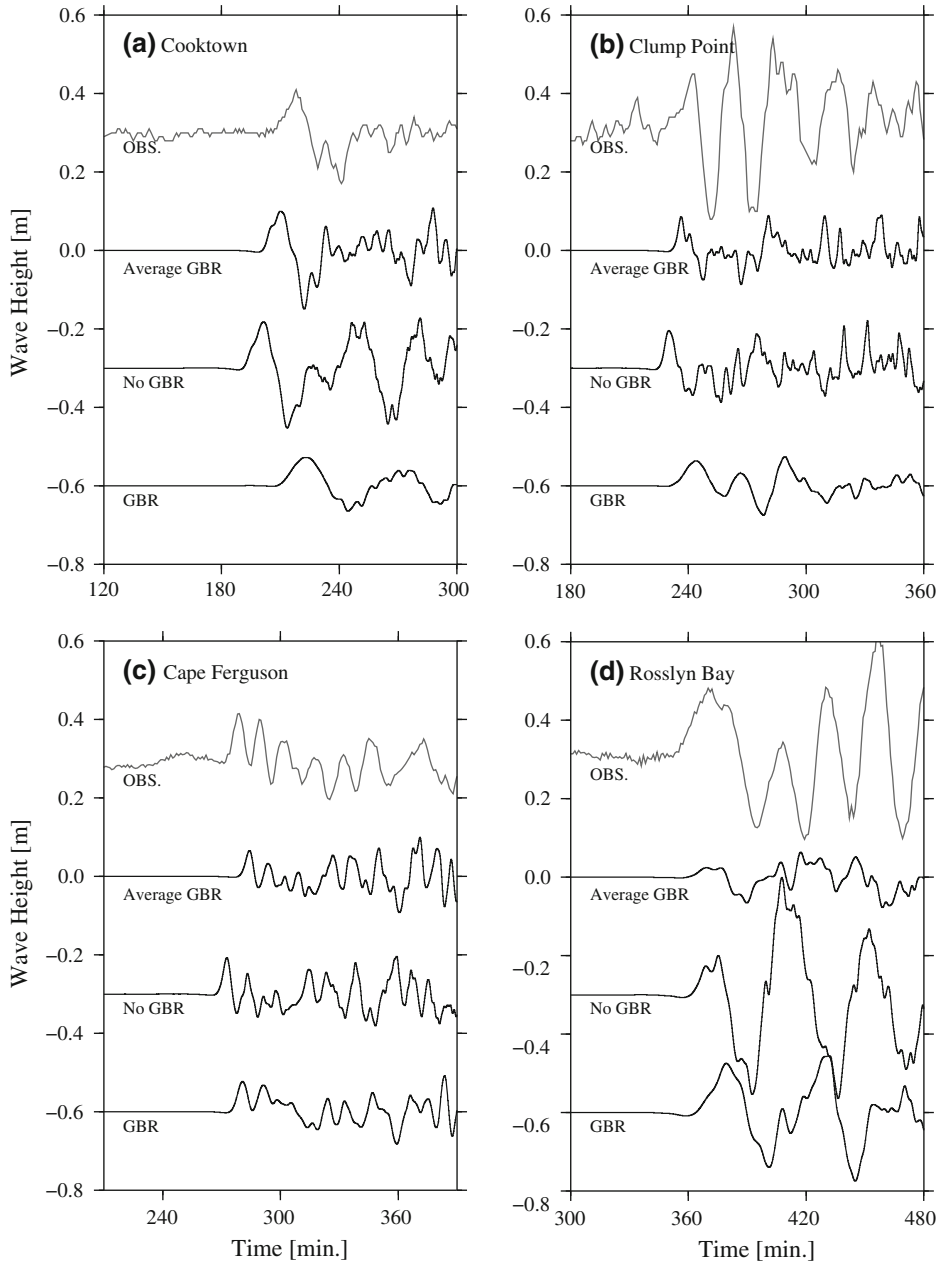 (a) Cooktown
(b) Clump Point
0.6
0.4
0.2
0.0
−0.2
−0.4
−0.6
−0.8
Wave Height [m]
OBS.
Average GBR
No GBR
GBR
120 180 240 300
0.6
0.4
0.2
0.0
−0.2
−0.4
−0.6
−0.8
OBS.
Average GBR
No GBR
GBR
180 240 300 360
(c) Cape Ferguson
(d) Rosslyn Bay
0.6
0.4
0.2
0.0
−0.2
−0.4
−0.6
−0.8
Wave Height [m]
OBS.
Average GBR
No GBR
GBR
240 300 360
Time [min.]
0.6
0.4
0.2
0.0
−0.2
−0.4
−0.6
−0.8
OBS.
Average GBR
No GBR
GBR
300 360 420 480
Time [min.]